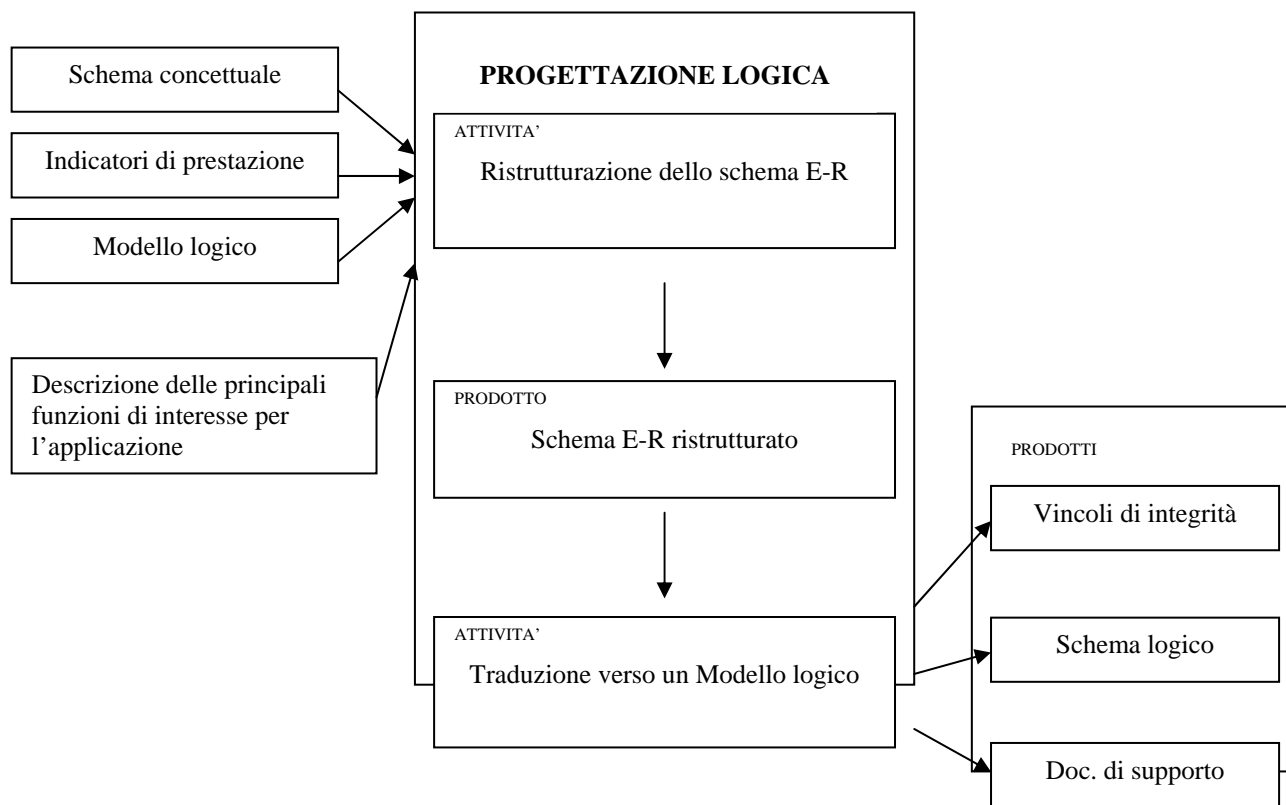 Schema concettuale
Indicatori di prestazione
Modello logico
Descrizione delle principali
funzioni di interesse per
l’applicazione
PROGETTAZIONE LOGICA
ATTIVITA’
Ristrutturazione dello schema E-R
PRODOTTO
Schema E-R ristrutturato
ATTIVITA’
Traduzione verso un Modello logico
PRODOTTI
Vincoli di integrità
Schema logico
Doc. di supporto